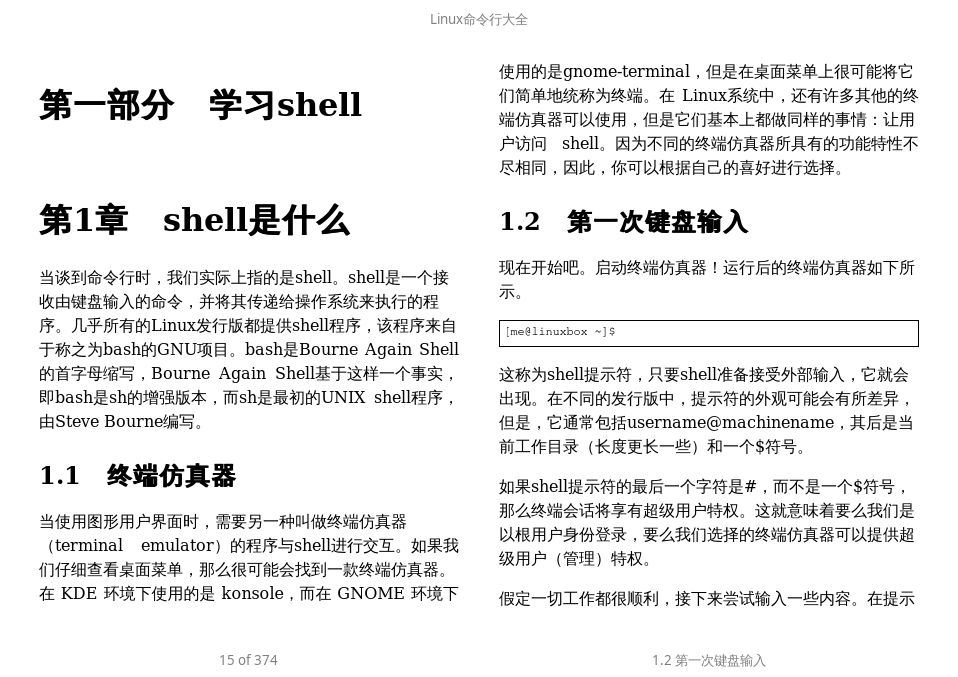 Linux命令行大全
第一部分 学习shell
第1章 shell是什么
当谈到命令行时，我们实际上指的是shell。shell是一个接
收由键盘输入的命令，并将其传递给操作系统来执行的程
序。几乎所有的Linux发行版都提供shell程序，该程序来自
于称之为bash的GNU项目。bash是Bourne Again Shell
的首字母缩写，Bourne Again Shell基于这样一个事实，
即bash是sh的增强版本，而sh是最初的UNIX shell程序，
由Steve Bourne编写。
1.1 终端仿真器
当使用图形用户界面时，需要另一种叫做终端仿真器
（terminal emulator）的程序与shell进行交互。如果我
们仔细查看桌面菜单，那么很可能会找到一款终端仿真器。
在 KDE 环境下使用的是 konsole，而在 GNOME 环境下
使用的是gnome-terminal，但是在桌面菜单上很可能将它
们简单地统称为终端。在 Linux系统中，还有许多其他的终
端仿真器可以使用，但是它们基本上都做同样的事情：让用
户访问 shell。因为不同的终端仿真器所具有的功能特性不
尽相同，因此，你可以根据自己的喜好进行选择。
1.2 第一次键盘输入
现在开始吧。启动终端仿真器！运行后的终端仿真器如下所
示。
[me@linuxbox ~]$
这称为shell提示符，只要shell准备接受外部输入，它就会
出现。在不同的发行版中，提示符的外观可能会有所差异，
但是，它通常包括username@machinename，其后是当
前工作目录（长度更长一些）和一个$符号。
如果shell提示符的最后一个字符是#，而不是一个$符号，
那么终端会话将享有超级用户特权。这就意味着要么我们是
以根用户身份登录，要么我们选择的终端仿真器可以提供超
级用户（管理）特权。
假定一切工作都很顺利，接下来尝试输入一些内容。在提示
15 of 374
1.2 第一次键盘输入